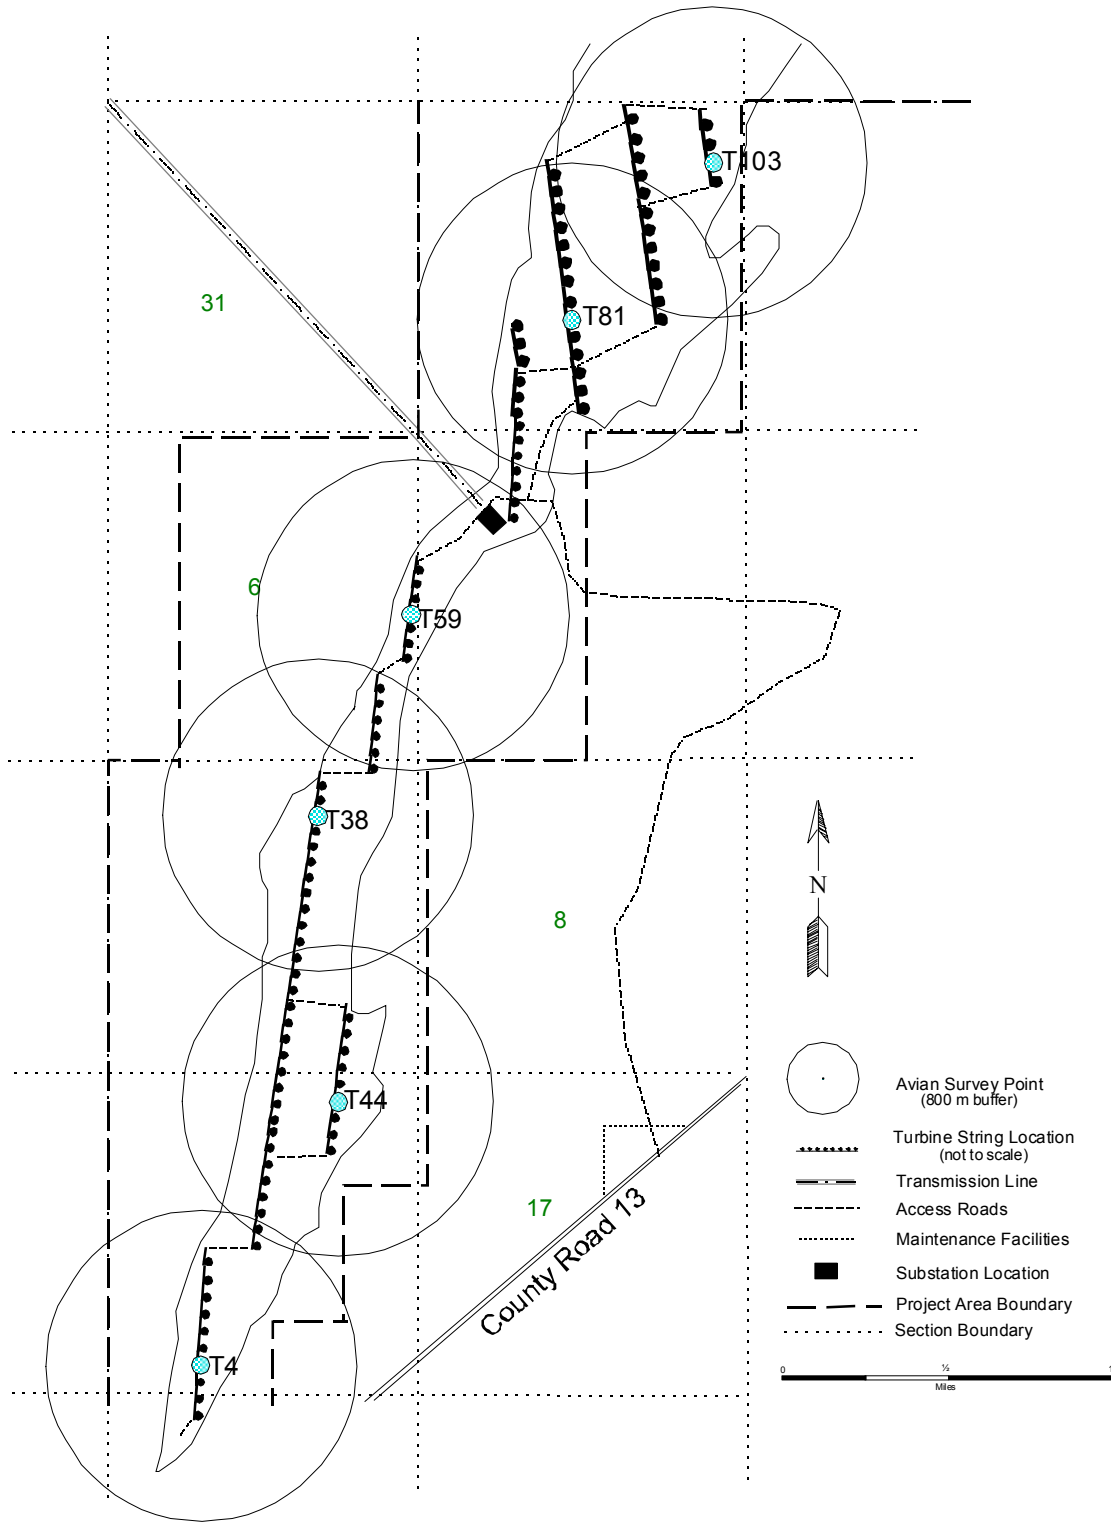 T103
31
T81
6
T59
T38
N
8
T44
Avian Survey Point
(800 m buffer)
Turbine String Location
(not to scale)
Transmission Line
Access Roads
17
County Road 13
Maintenance Facilities
Substation Location
Project Area Boundary
Section Boundary
T4
0 ½ 1
Miles